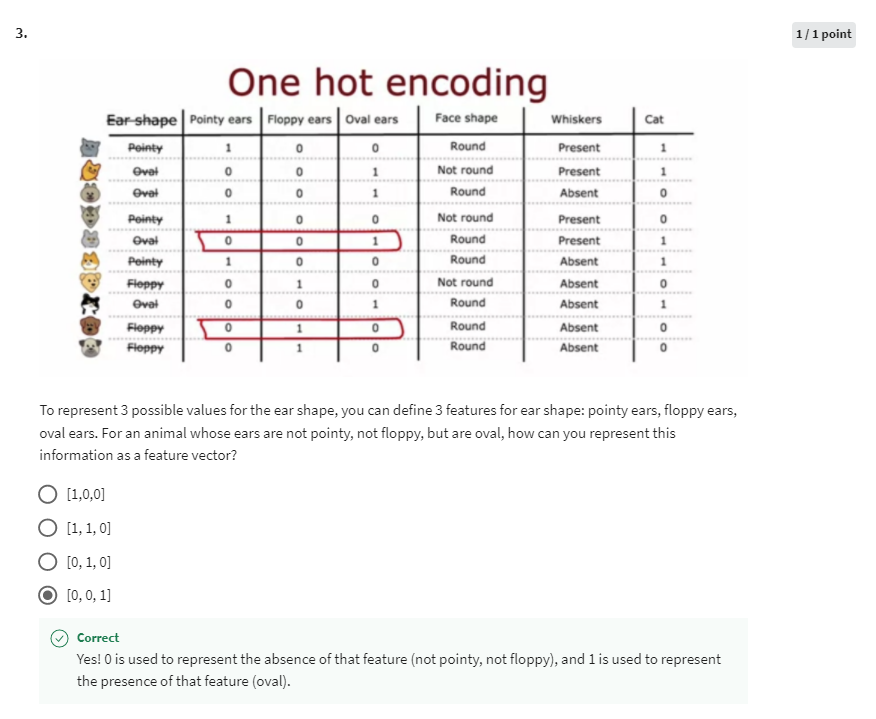 3.
1 / 1 point
One hot encoding
Ear shape Pointy ears Floppy ears Oval ears Face shape Whiskers Cat
Pointy 1 0 0 Round Present 1
Oval 0 0 1 Not round Present 1
Oval 0 0 1 Round Absent 0
Pointy 1 0 0 Not round Present 0
Oval 0 0 1 Round Present 1
Pointy 1 0 0 Round Absent 1
Floppy 0 1 0 Not round Absent 0
Oval 0 0 1 Round Absent 1
Floppy 0 1 0 Round Absent 0
Floppy 0 1 0 Round Absent 0
To represent 3 possible values for the ear shape, you can define 3 features for ear shape: pointy ears, floppy ears,
oval ears. For an animal whose ears are not pointy, not floppy, but are oval, how can you represent this
information as a feature vector?
[1,0,0]
[1, 1, 0]
[0, 1, 0]
[0, 0, 1]
Correct
Yes! 0 is used to represent the absence of that feature (not pointy, not floppy), and 1 is used to represent
the presence of that feature (oval).